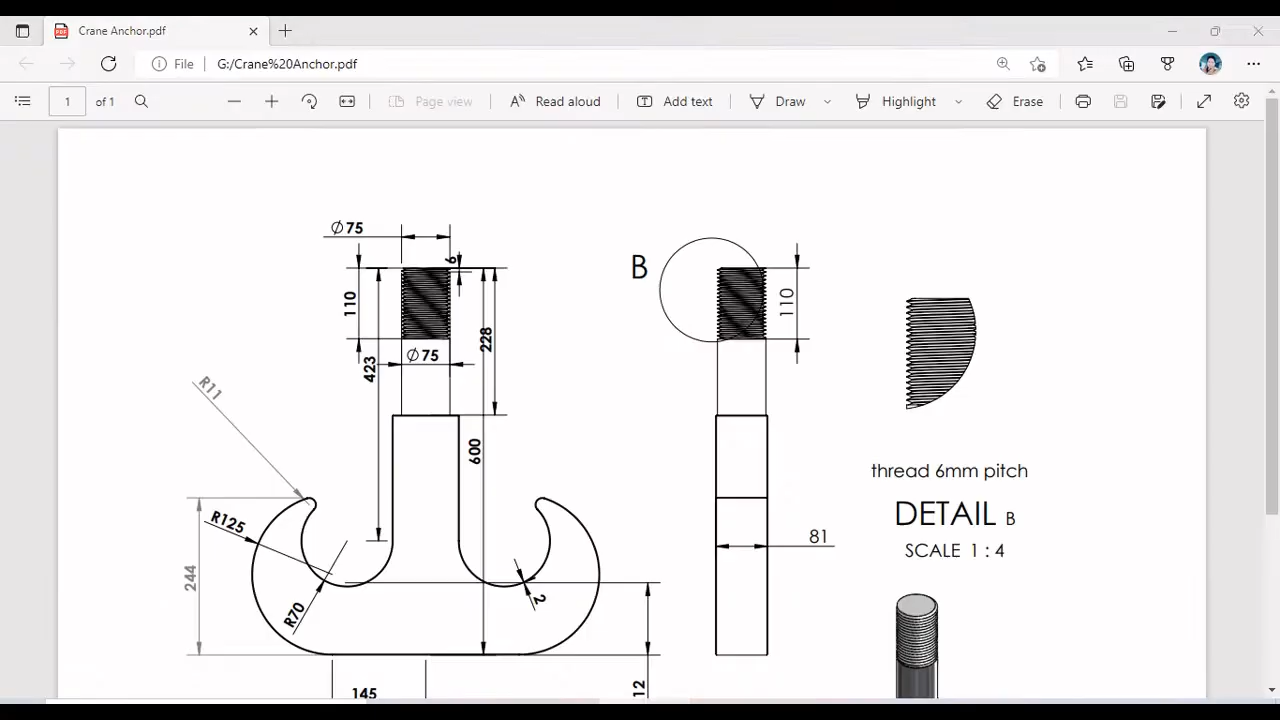 Crane Anchor.pdf
File G:/Crane%20Anchor.pdf
1 of 1 Page view Read aloud Add text Draw Highlight Erase
∅75
6
B
110
110
228
∅75
423
R11
600
thread 6mm pitch
DETAIL B
SCALE 1 : 4
R125
81
244
2
R70
145
12